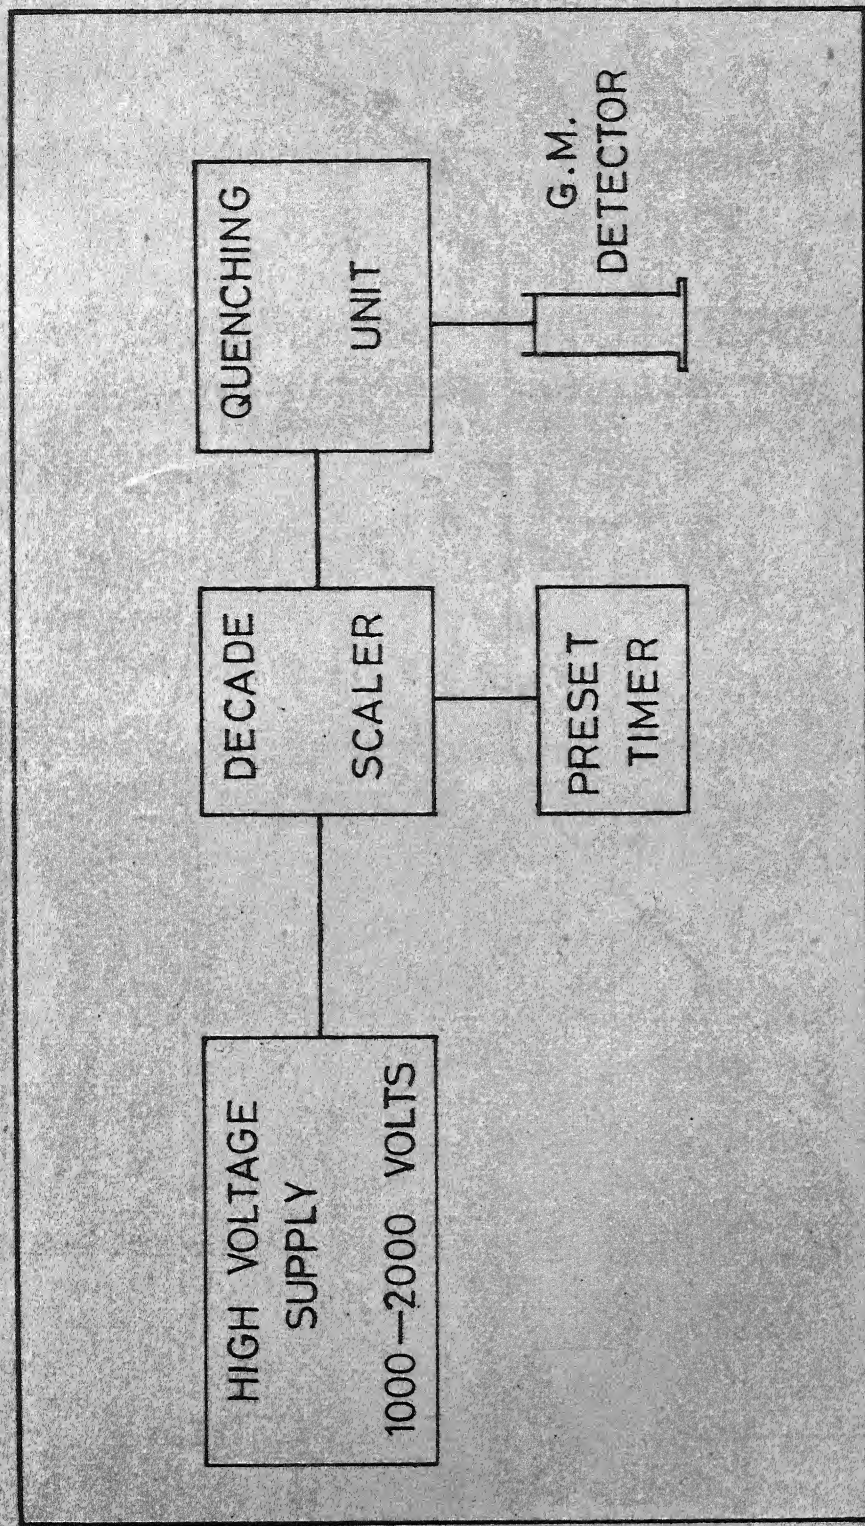 HIGH VOLTAGE
SUPPLY
1000—2000 VOLTS
DECADE
SCALER
QUENCHING
UNIT
PRESET
TIMER
G.M.
DETECTOR